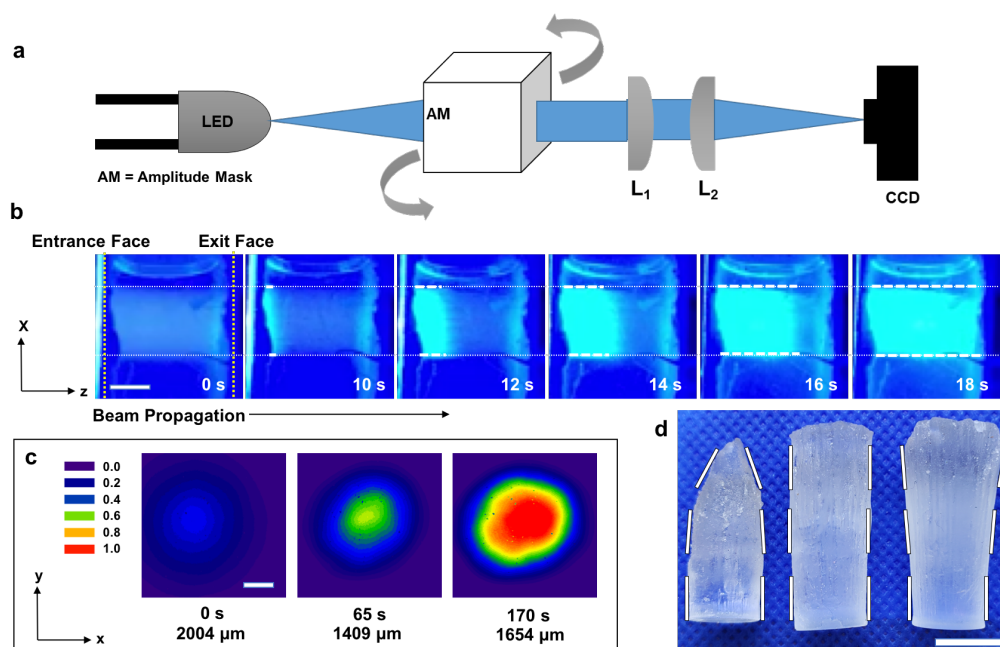 a
LED
AM
AM = Amplitude Mask
L1
L2
CCD
b
Entrance Face
Exit Face
X
z
0 s
10 s
12 s
14 s
16 s
18 s
Beam Propagation
c
0.0
0.2
0.4
0.6
0.8
1.0
y
x
0 s
2004 µm
65 s
1409 µm
170 s
1654 µm
d